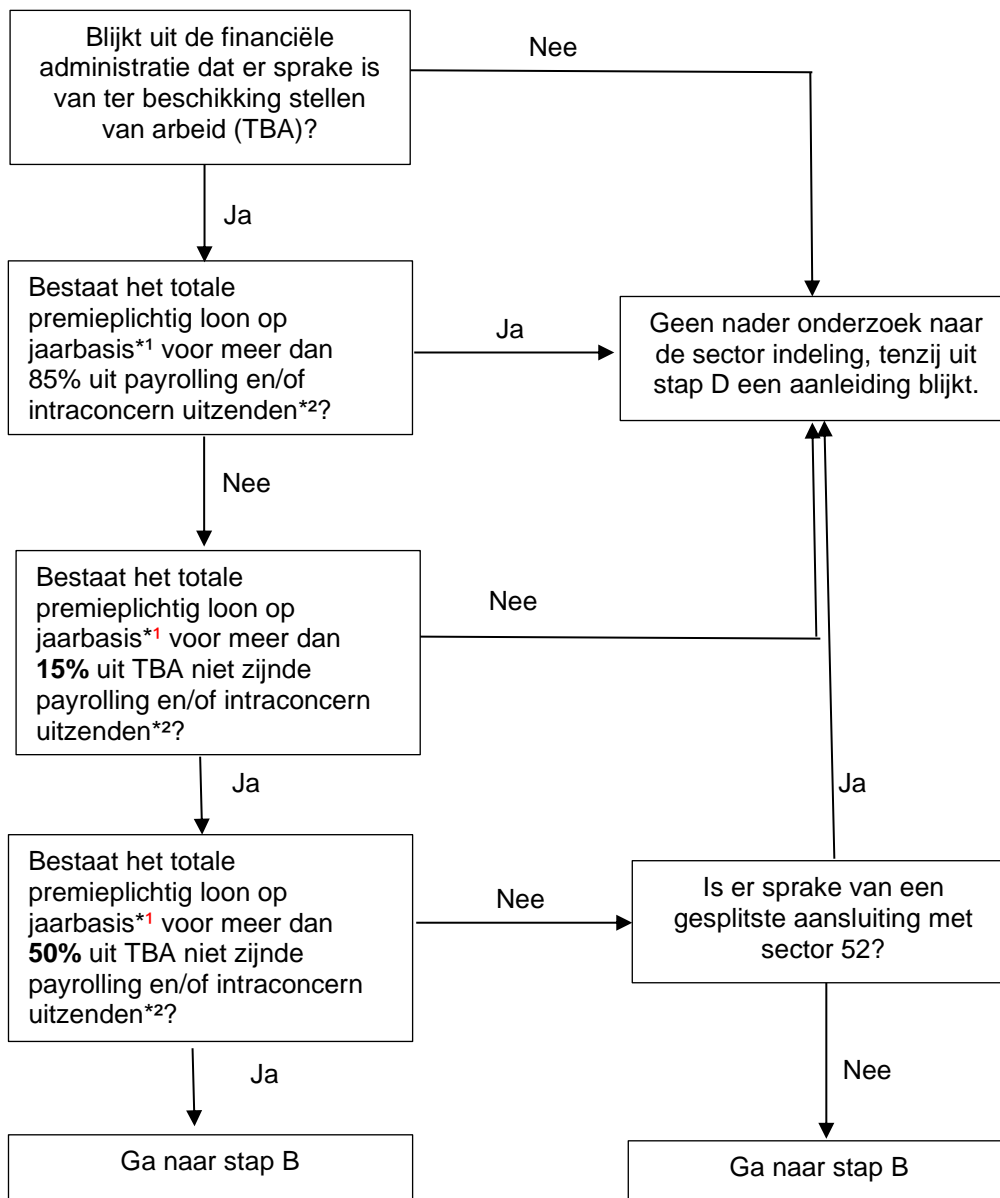 Blijkt uit de financiële
administratie dat er sprake is
van ter beschikking stellen
van arbeid (TBA)?
Nee
Ja
Bestaat het totale
premieplichtig loon op
jaarbasis*¹ voor meer dan
85% uit payrolling en/of
intraconcern uitzenden*²?
Ja
Geen nader onderzoek naar
de sector indeling, tenzij uit
stap D een aanleiding blijkt.
Nee
Bestaat het totale
premieplichtig loon op
jaarbasis*¹ voor meer dan
15% uit TBA niet zijnde
payrolling en/of intraconcern
uitzenden*²?
Nee
Ja
Ja
Bestaat het totale
premieplichtig loon op
jaarbasis*¹ voor meer dan
50% uit TBA niet zijnde
payrolling en/of intraconcern
uitzenden*²?
Nee
Is er sprake van een
gesplitste aansluiting met
sector 52?
Ja
Nee
Ga naar stap B
Ga naar stap B